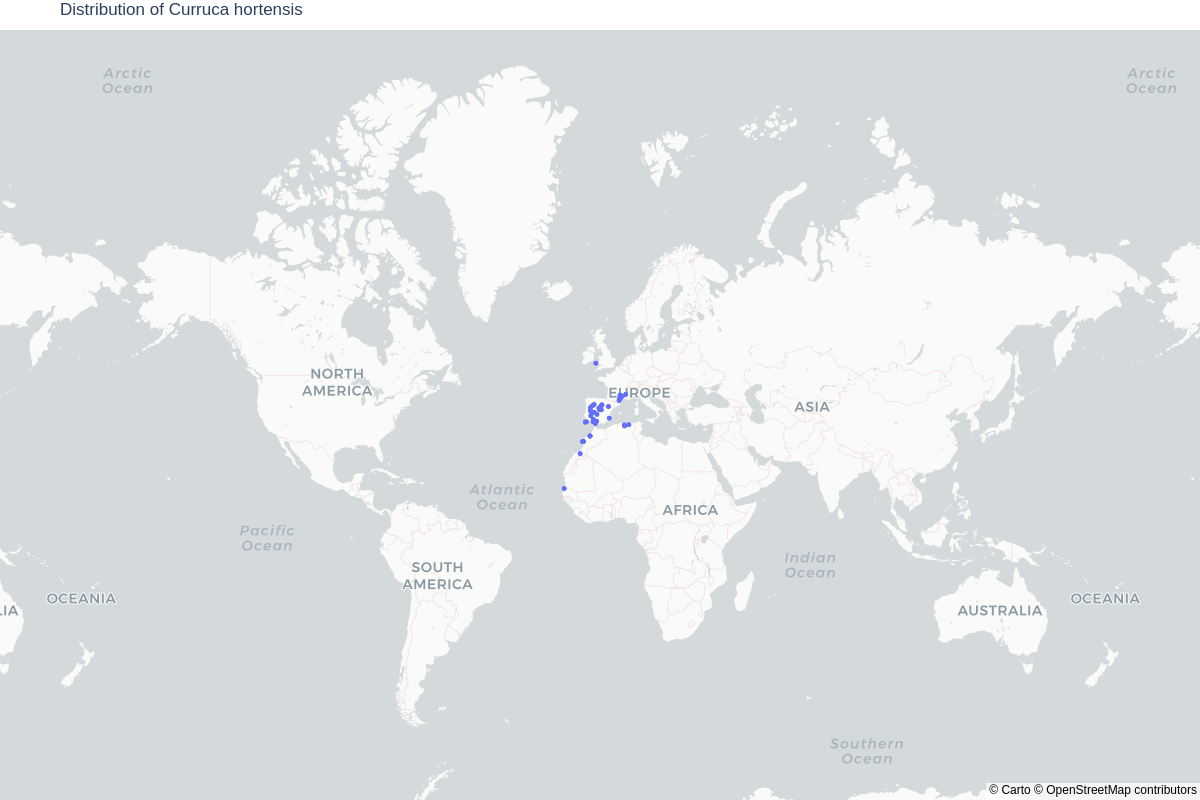 Distribution of Curruca hortensis
Arctic
Ocean
Arctic
Ocean
NORTH
AMERICA
EUROPE
ASIA
Atlantic
Ocean
AFRICA
Pacific
Ocean
Indian
Ocean
SOUTH
AMERICA
OCEANIA
OCEANIA
LIA
AUSTRALIA
Southern
Ocean
© Carto © OpenStreetMap contributors